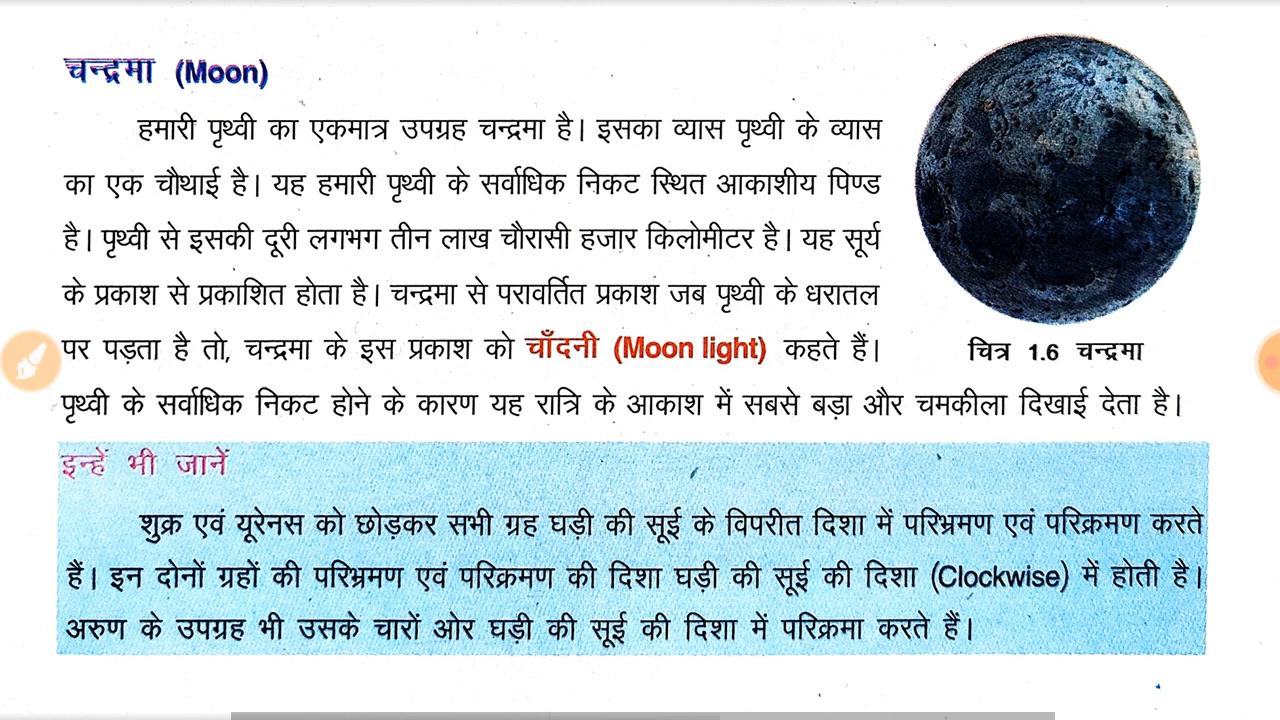 चन्द्रमा (Moon)
हमारी पृथ्वी का एकमात्र उपग्रह चन्द्रमा है। इसका व्यास पृथ्वी के व्यास
का एक चौथाई है। यह हमारी पृथ्वी के सर्वाधिक निकट स्थित आकाशीय पिण्ड
है। पृथ्वी से इसकी दूरी लगभग तीन लाख चौरासी हजार किलोमीटर है। यह सूर्य
के प्रकाश से प्रकाशित होता है। चन्द्रमा से परावर्तित प्रकाश जब पृथ्वी के धरातल
पर पड़ता है तो, चन्द्रमा के इस प्रकाश को चाँदनी (Moon light) कहते हैं।
पृथ्वी के सर्वाधिक निकट होने के कारण यह रात्रि के आकाश में सबसे बड़ा और चमकीला दिखाई देता है।
चित्र 1.6 चन्द्रमा
इन्हें भी जानें
शुक्र एवं यूरेनस को छोड़कर सभी ग्रह घड़ी की सूई के विपरीत दिशा में परिभ्रमण एवं परिक्रमण करते
हैं। इन दोनों ग्रहों की परिभ्रमण एवं परिक्रमण की दिशा घड़ी की सूई की दिशा (Clockwise) में होती है।
अरुण के उपग्रह भी उसके चारों ओर घड़ी की सूई की दिशा में परिक्रमा करते हैं।